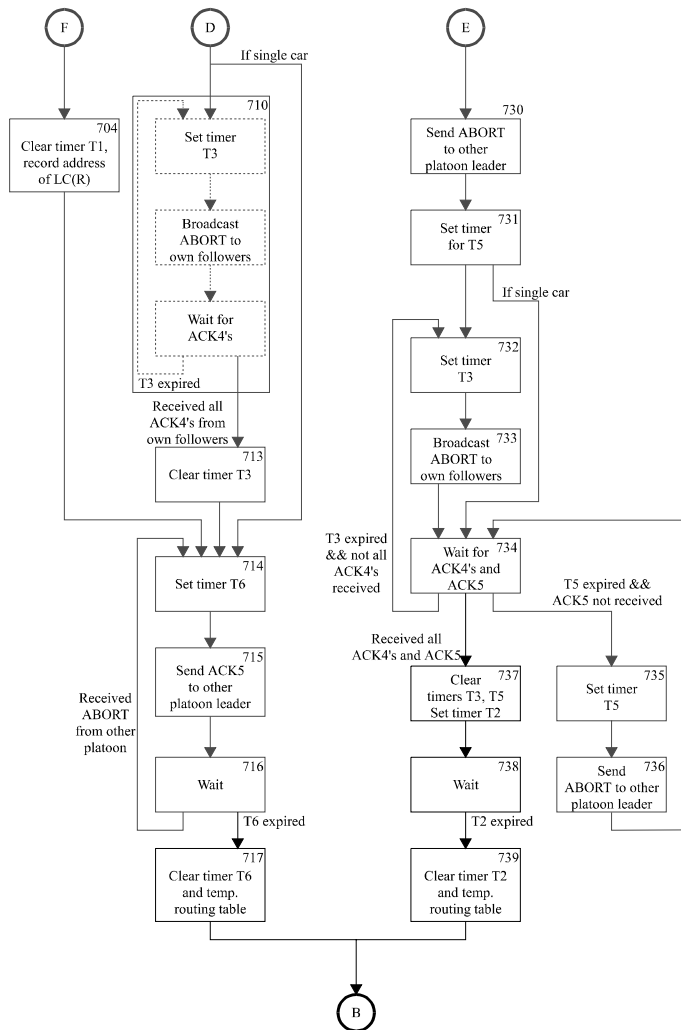 F
D
E
If single car
710
704
Clear timer T1,
record address
of LC(R)
Set timer
T3
Broadcast
ABORT to
own followers
Wait for
ACK4's
T3 expired
Received all
ACK4's from
own followers
713
Clear timer T3
714
Set timer T6
715
Send ACK5
to other
platoon leader
Received
ABORT
from other
platoon
716
Wait
T6 expired
717
Clear timer T6
and temp.
routing table
730
Send ABORT
to other
platoon leader
731
Set timer
for T5
If single car
732
Set timer
T3
733
Broadcast
ABORT to
own followers
T3 expired
&& not all
ACK4's
received
734
Wait for
ACK4's and
ACK5
T5 expired &&
ACK5 not received
Received all
ACK4's and ACK5
737
Clear
timers T3, T5
Set timer T2
735
Set timer
T5
738
Wait
736
Send
ABORT to other
platoon leader
T2 expired
739
Clear timer T2
and temp.
routing table
B